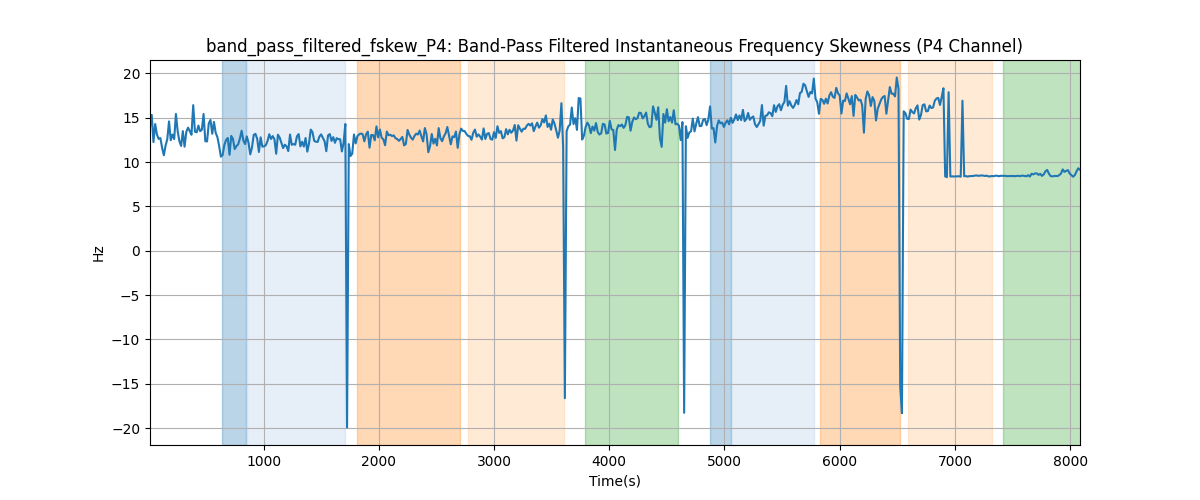 band_pass_filtered_fskew_P4: Band-Pass Filtered Instantaneous Frequency Skewness (P4 Channel)
20
15
10
5
0
−5
−10
−15
−20
Hz
1000 2000 3000 4000 5000 6000 7000 8000
Time(s)